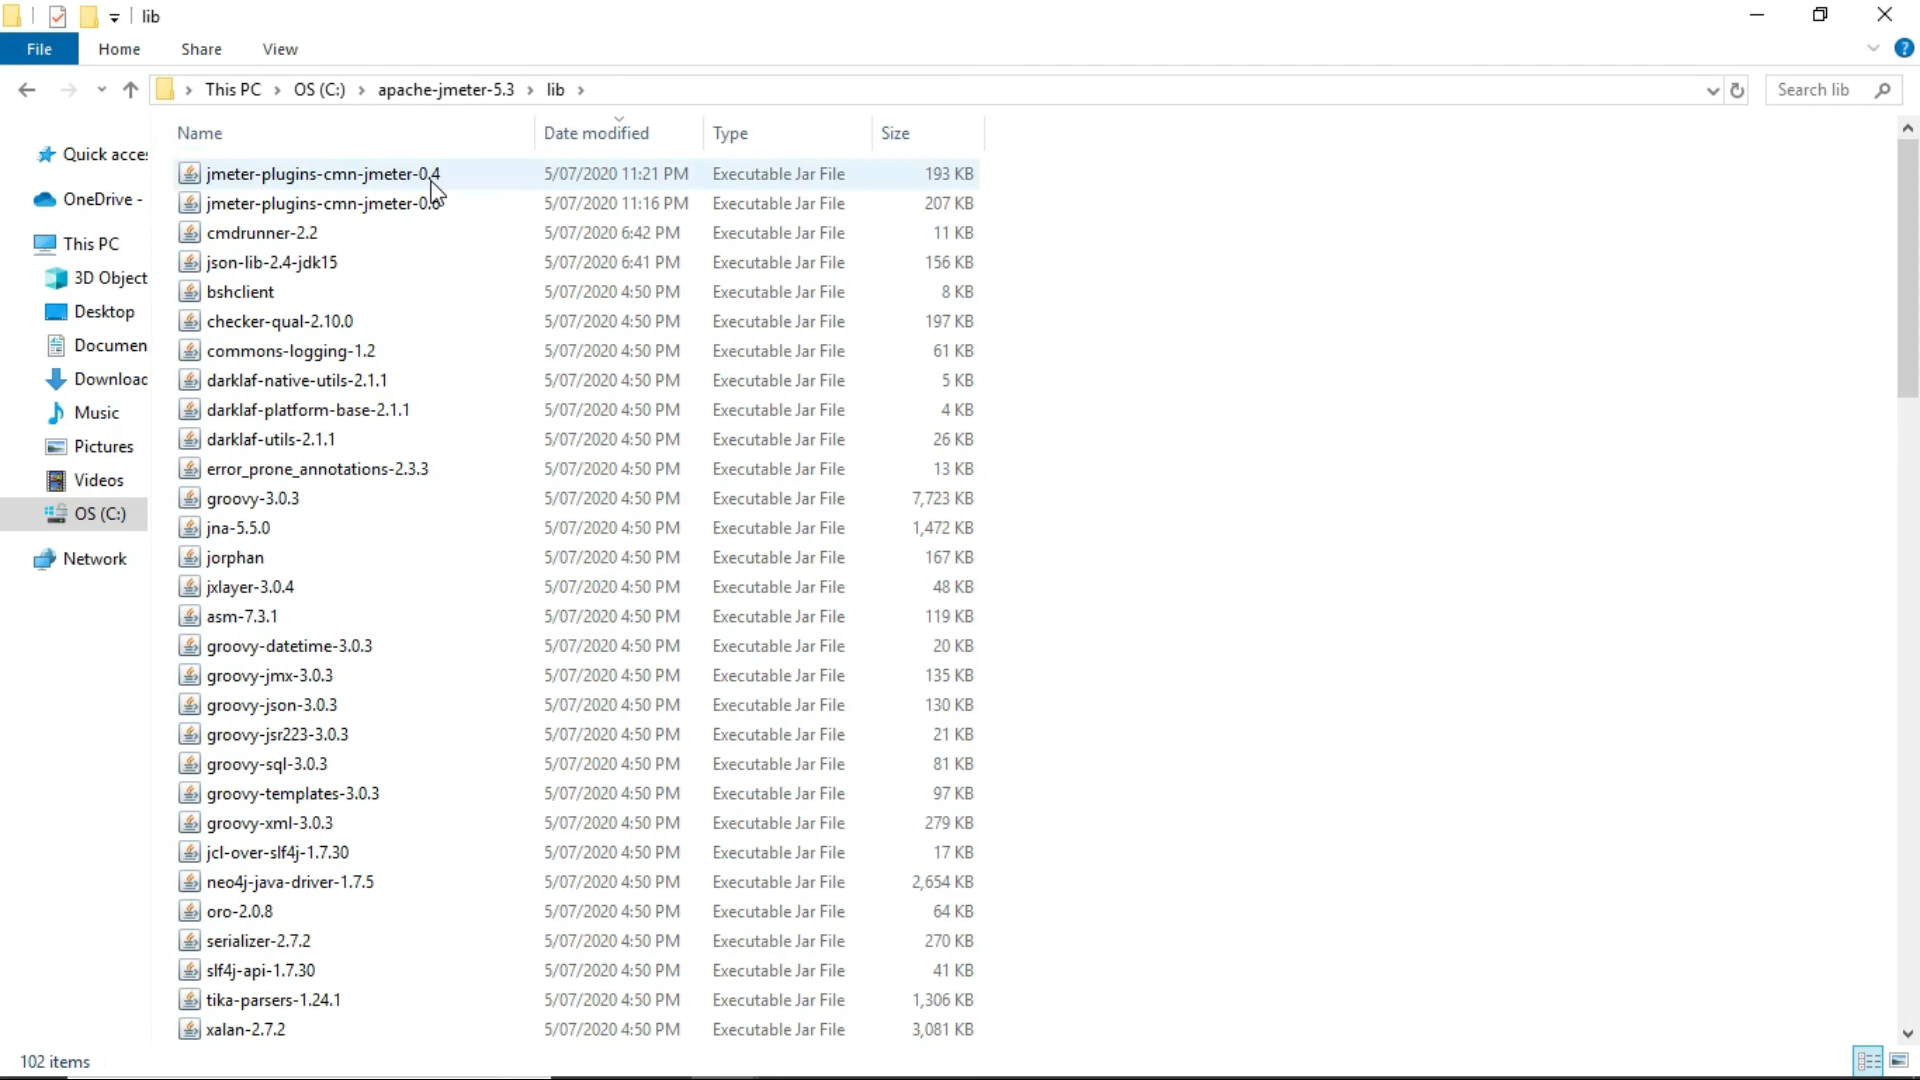 lib
File Home Share View
This PC OS (C:) apache-jmeter-5.3 lib Search lib
Name Date modified Type Size
Quick acces
OneDrive -
This PC
3D Object
Desktop
Documen
Download
Music
Pictures
Videos
OS (C:)
Network
jmeter-plugins-cmn-jmeter-0.4 5/07/2020 11:21 PM Executable Jar File 193 KB
jmeter-plugins-cmn-jmeter-0.6 5/07/2020 11:16 PM Executable Jar File 207 KB
cmdrunner-2.2 5/07/2020 6:42 PM Executable Jar File 11 KB
json-lib-2.4-jdk15 5/07/2020 6:41 PM Executable Jar File 156 KB
bshclient 5/07/2020 4:50 PM Executable Jar File 8 KB
checker-qual-2.10.0 5/07/2020 4:50 PM Executable Jar File 197 KB
commons-logging-1.2 5/07/2020 4:50 PM Executable Jar File 61 KB
darklaf-native-utils-2.1.1 5/07/2020 4:50 PM Executable Jar File 5 KB
darklaf-platform-base-2.1.1 5/07/2020 4:50 PM Executable Jar File 4 KB
darklaf-utils-2.1.1 5/07/2020 4:50 PM Executable Jar File 26 KB
error_prone_annotations-2.3.3 5/07/2020 4:50 PM Executable Jar File 13 KB
groovy-3.0.3 5/07/2020 4:50 PM Executable Jar File 7,723 KB
jna-5.5.0 5/07/2020 4:50 PM Executable Jar File 1,472 KB
jorphan 5/07/2020 4:50 PM Executable Jar File 167 KB
jxlayer-3.0.4 5/07/2020 4:50 PM Executable Jar File 48 KB
asm-7.3.1 5/07/2020 4:50 PM Executable Jar File 119 KB
groovy-datetime-3.0.3 5/07/2020 4:50 PM Executable Jar File 20 KB
groovy-jmx-3.0.3 5/07/2020 4:50 PM Executable Jar File 135 KB
groovy-json-3.0.3 5/07/2020 4:50 PM Executable Jar File 130 KB
groovy-jsr223-3.0.3 5/07/2020 4:50 PM Executable Jar File 21 KB
groovy-sql-3.0.3 5/07/2020 4:50 PM Executable Jar File 81 KB
groovy-templates-3.0.3 5/07/2020 4:50 PM Executable Jar File 97 KB
groovy-xml-3.0.3 5/07/2020 4:50 PM Executable Jar File 279 KB
jcl-over-slf4j-1.7.30 5/07/2020 4:50 PM Executable Jar File 17 KB
neo4j-java-driver-1.7.5 5/07/2020 4:50 PM Executable Jar File 2,654 KB
oro-2.0.8 5/07/2020 4:50 PM Executable Jar File 64 KB
serializer-2.7.2 5/07/2020 4:50 PM Executable Jar File 270 KB
slf4j-api-1.7.30 5/07/2020 4:50 PM Executable Jar File 41 KB
tika-parsers-1.24.1 5/07/2020 4:50 PM Executable Jar File 1,306 KB
xalan-2.7.2 5/07/2020 4:50 PM Executable Jar File 3,081 KB
102 items